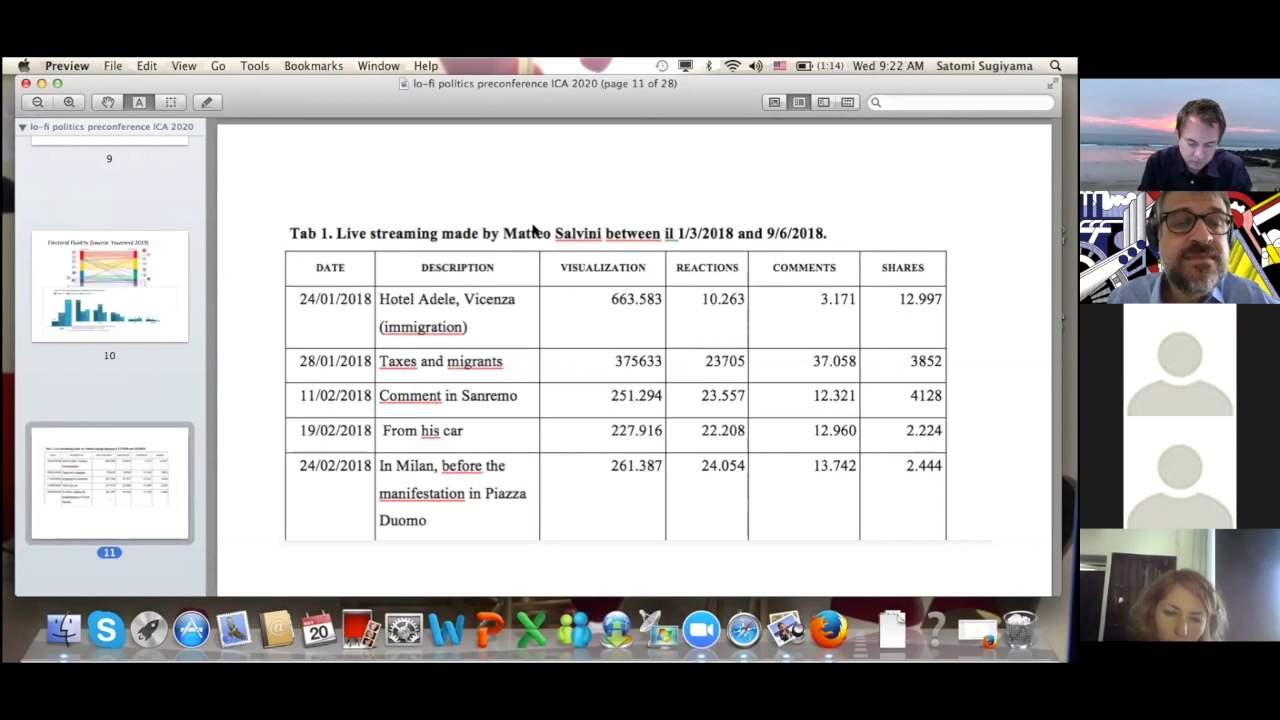 Preview File Edit View Go Tools Bookmarks Window Help (1:14) Wed 9:22 AM Satomi Sugiyama
lo-fi politics preconference ICA 2020 (page 11 of 28)
lo-fi politics preconference ICA 2020
9
Electoral Fluidity (Source: Youtrend 2019)
10
11
Tab 1. Live streaming made by Matteo Salvini between il 1/3/2018 and 9/6/2018.
DATE DESCRIPTION VISUALIZATION REACTIONS COMMENTS SHARES
24/01/2018 Hotel Adele, Vicenza 663.583 10.263 3.171 12.997
(immigration)
28/01/2018 Taxes and migrants 375633 23705 37.058 3852
11/02/2018 Comment in Sanremo 251.294 23.557 12.321 4128
19/02/2018 From his car 227.916 22.208 12.960 2.224
24/02/2018 In Milan, before the 261.387 24.054 13.742 2.444
manifestation in Piazza
Duomo
MAY
20